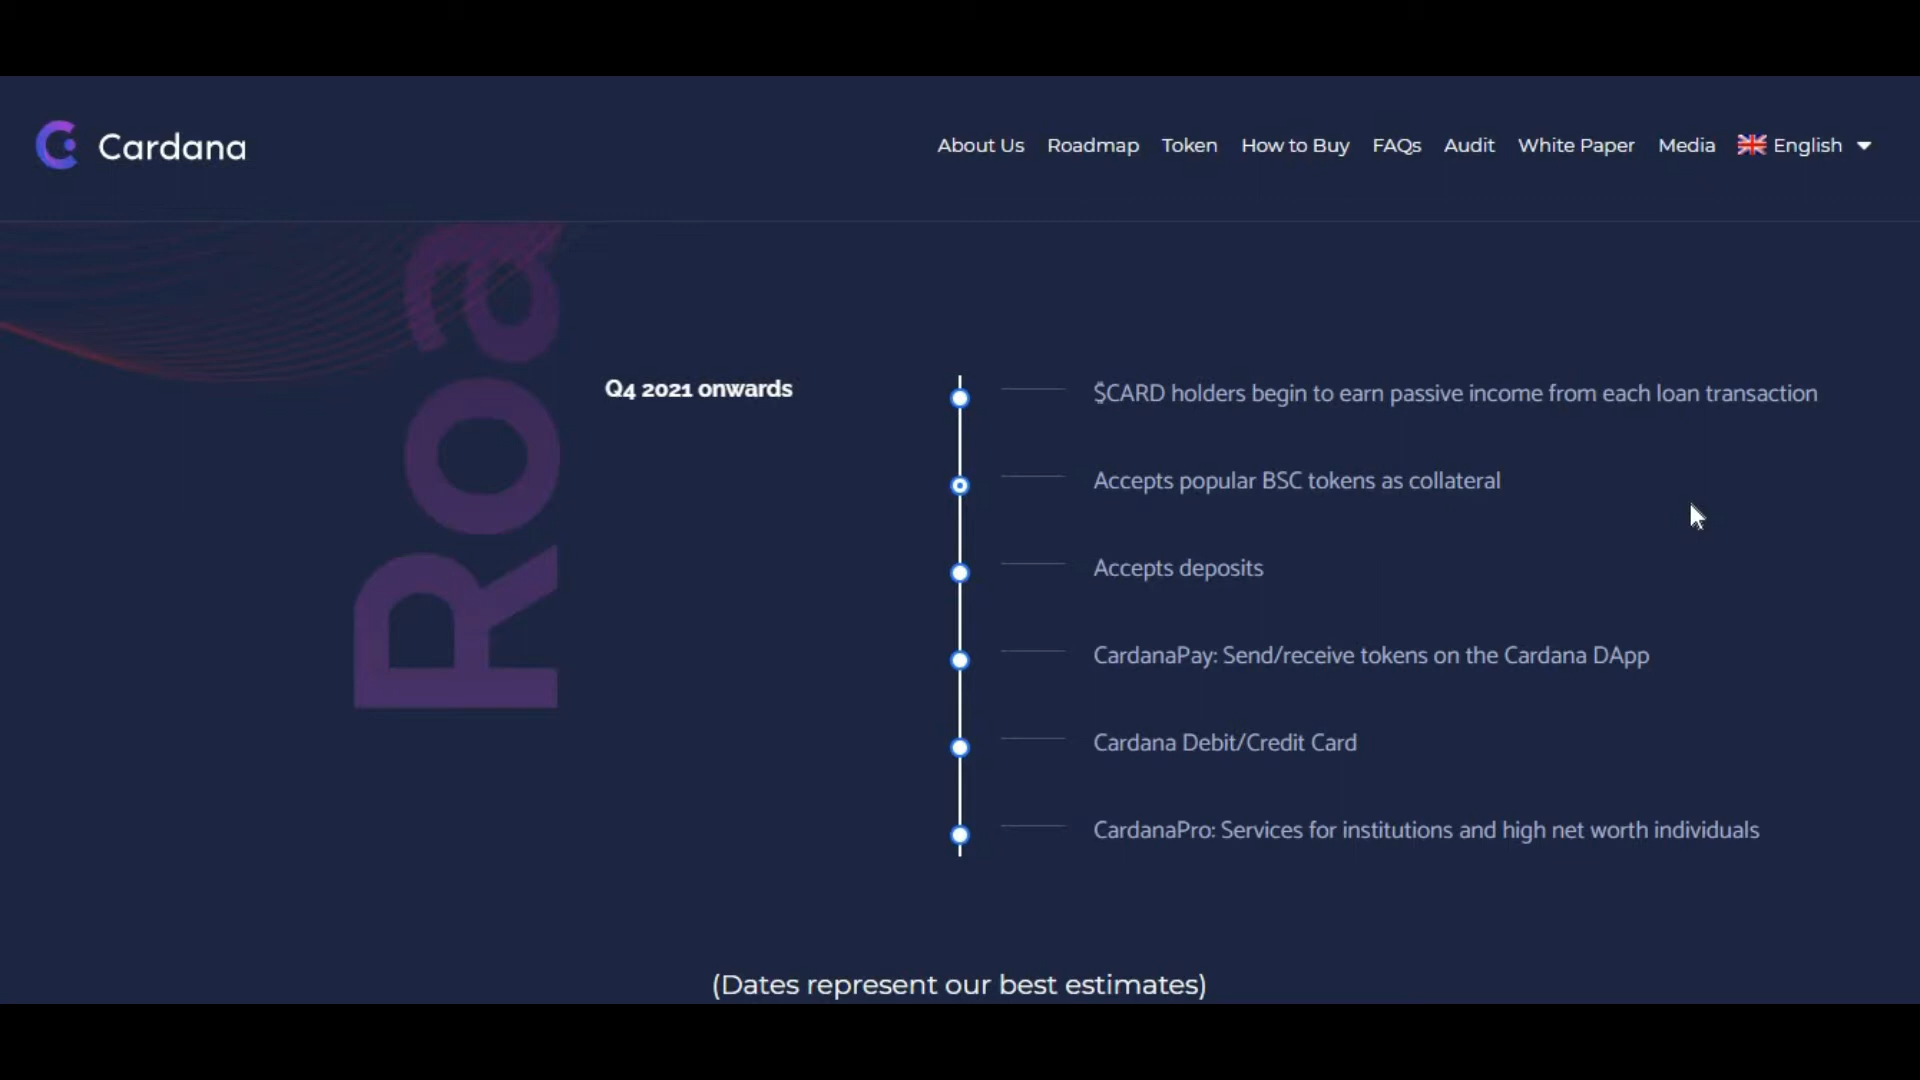 Cardana
About Us Roadmap Token How to Buy FAQs Audit White Paper Media English
Roa
Q4 2021 onwards
$CARD holders begin to earn passive income from each loan transaction
Accepts popular BSC tokens as collateral
Accepts deposits
CardanaPay: Send/receive tokens on the Cardana DApp
Cardana Debit/Credit Card
CardanaPro: Services for institutions and high net worth individuals
(Dates represent our best estimates)